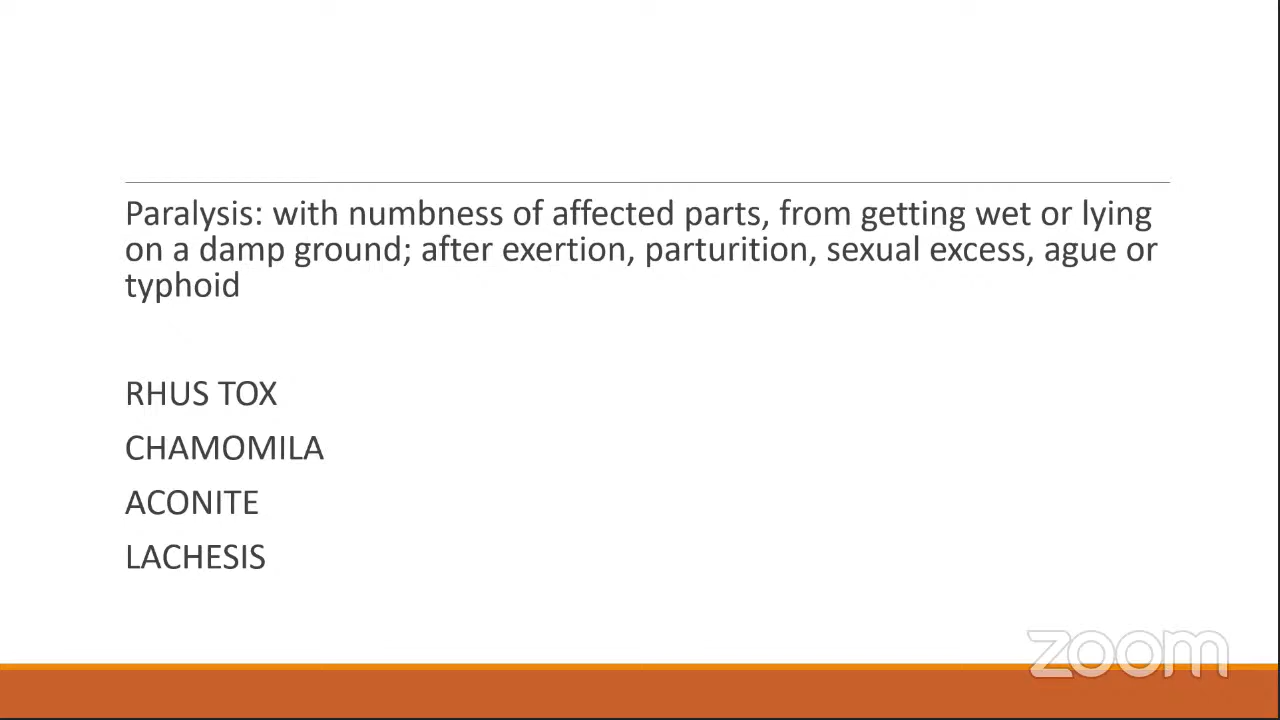 Paralysis: with numbness of affected parts, from getting wet or lying
on a damp ground; after exertion, parturition, sexual excess, ague or
typhoid
RHUS TOX
CHAMOMILA
ACONITE
LACHESIS
zoom